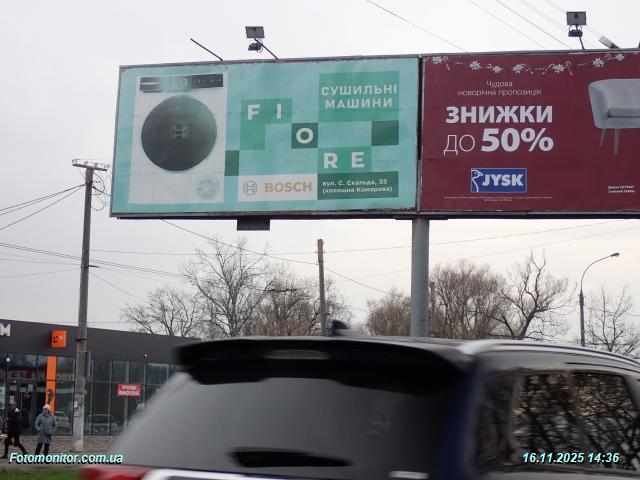 СУШИЛЬНІ
МАШИНИ
FIORE
BOSCH
вул. С. Скальда, 33
(колишня Комарова)
Чудова
новорічна пропозиція
ЗНИЖКИ
ДО 50%
JYSK
Fotomonitor.com.ua
16.11.2025 14:36